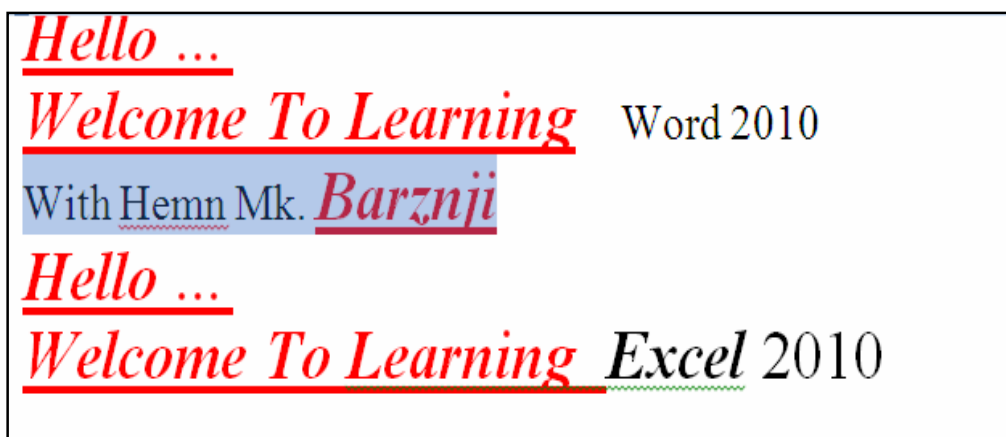 Hello ...
Welcome To Learning Word 2010
With Hemn Mk. Barznji
Hello ...
Welcome To Learning Excel 2010